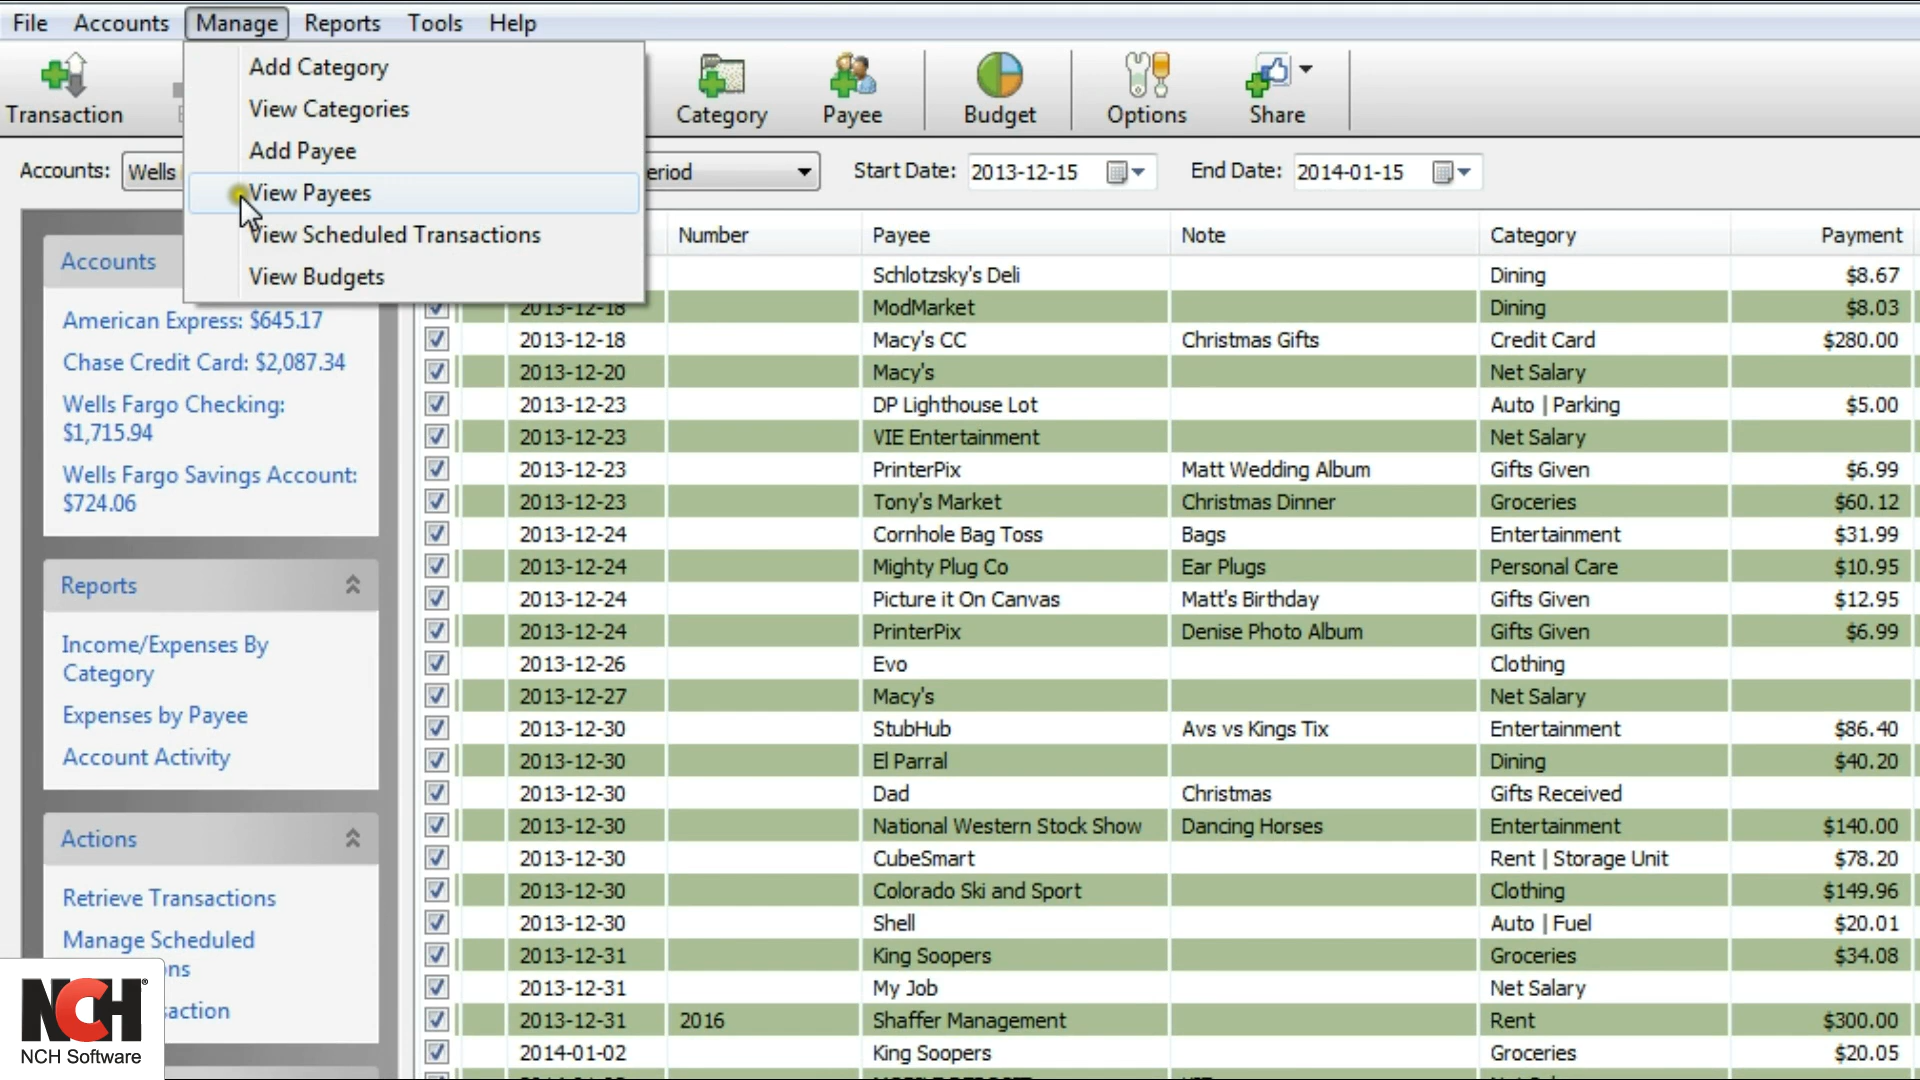 File Accounts Manage Reports Tools Help
Add Category
View Categories
Add Payee
View Payees
View Scheduled Transactions
View Budgets
Transaction Category Payee Budget Options Share
Accounts: Wells eriod Start Date: 2013-12-15 End Date: 2014-01-15
Accounts
American Express: $645.17
Chase Credit Card: $2,087.34
Wells Fargo Checking:
$1,715.94
Wells Fargo Savings Account:
$724.06
Reports
Income/Expenses By
Category
Expenses by Payee
Account Activity
Actions
Retrieve Transactions
Manage Scheduled
ons
saction
NCH®
NCH Software
Number Payee Note Category Payment
Schlotzsky's Deli Dining $8.67
2013-12-18 ModMarket Dining $8.03
2013-12-18 Macy's CC Christmas Gifts Credit Card $280.00
2013-12-20 Macy's Net Salary
2013-12-23 DP Lighthouse Lot Auto | Parking $5.00
2013-12-23 VIE Entertainment Net Salary
2013-12-23 PrinterPix Matt Wedding Album Gifts Given $6.99
2013-12-23 Tony's Market Christmas Dinner Groceries $60.12
2013-12-24 Cornhole Bag Toss Bags Entertainment $31.99
2013-12-24 Mighty Plug Co Ear Plugs Personal Care $10.95
2013-12-24 Picture it On Canvas Matt's Birthday Gifts Given $12.95
2013-12-24 PrinterPix Denise Photo Album Gifts Given $6.99
2013-12-26 Evo Clothing
2013-12-27 Macy's Net Salary
2013-12-30 StubHub Avs vs Kings Tix Entertainment $86.40
2013-12-30 El Parral Dining $40.20
2013-12-30 Dad Christmas Gifts Received
2013-12-30 National Western Stock Show Dancing Horses Entertainment $140.00
2013-12-30 CubeSmart Rent | Storage Unit $78.20
2013-12-30 Colorado Ski and Sport Clothing $149.96
2013-12-30 Shell Auto | Fuel $20.01
2013-12-31 King Soopers Groceries $34.08
2013-12-31 My Job Net Salary
2013-12-31 2016 Shaffer Management Rent $300.00
2014-01-02 King Soopers Groceries $20.05